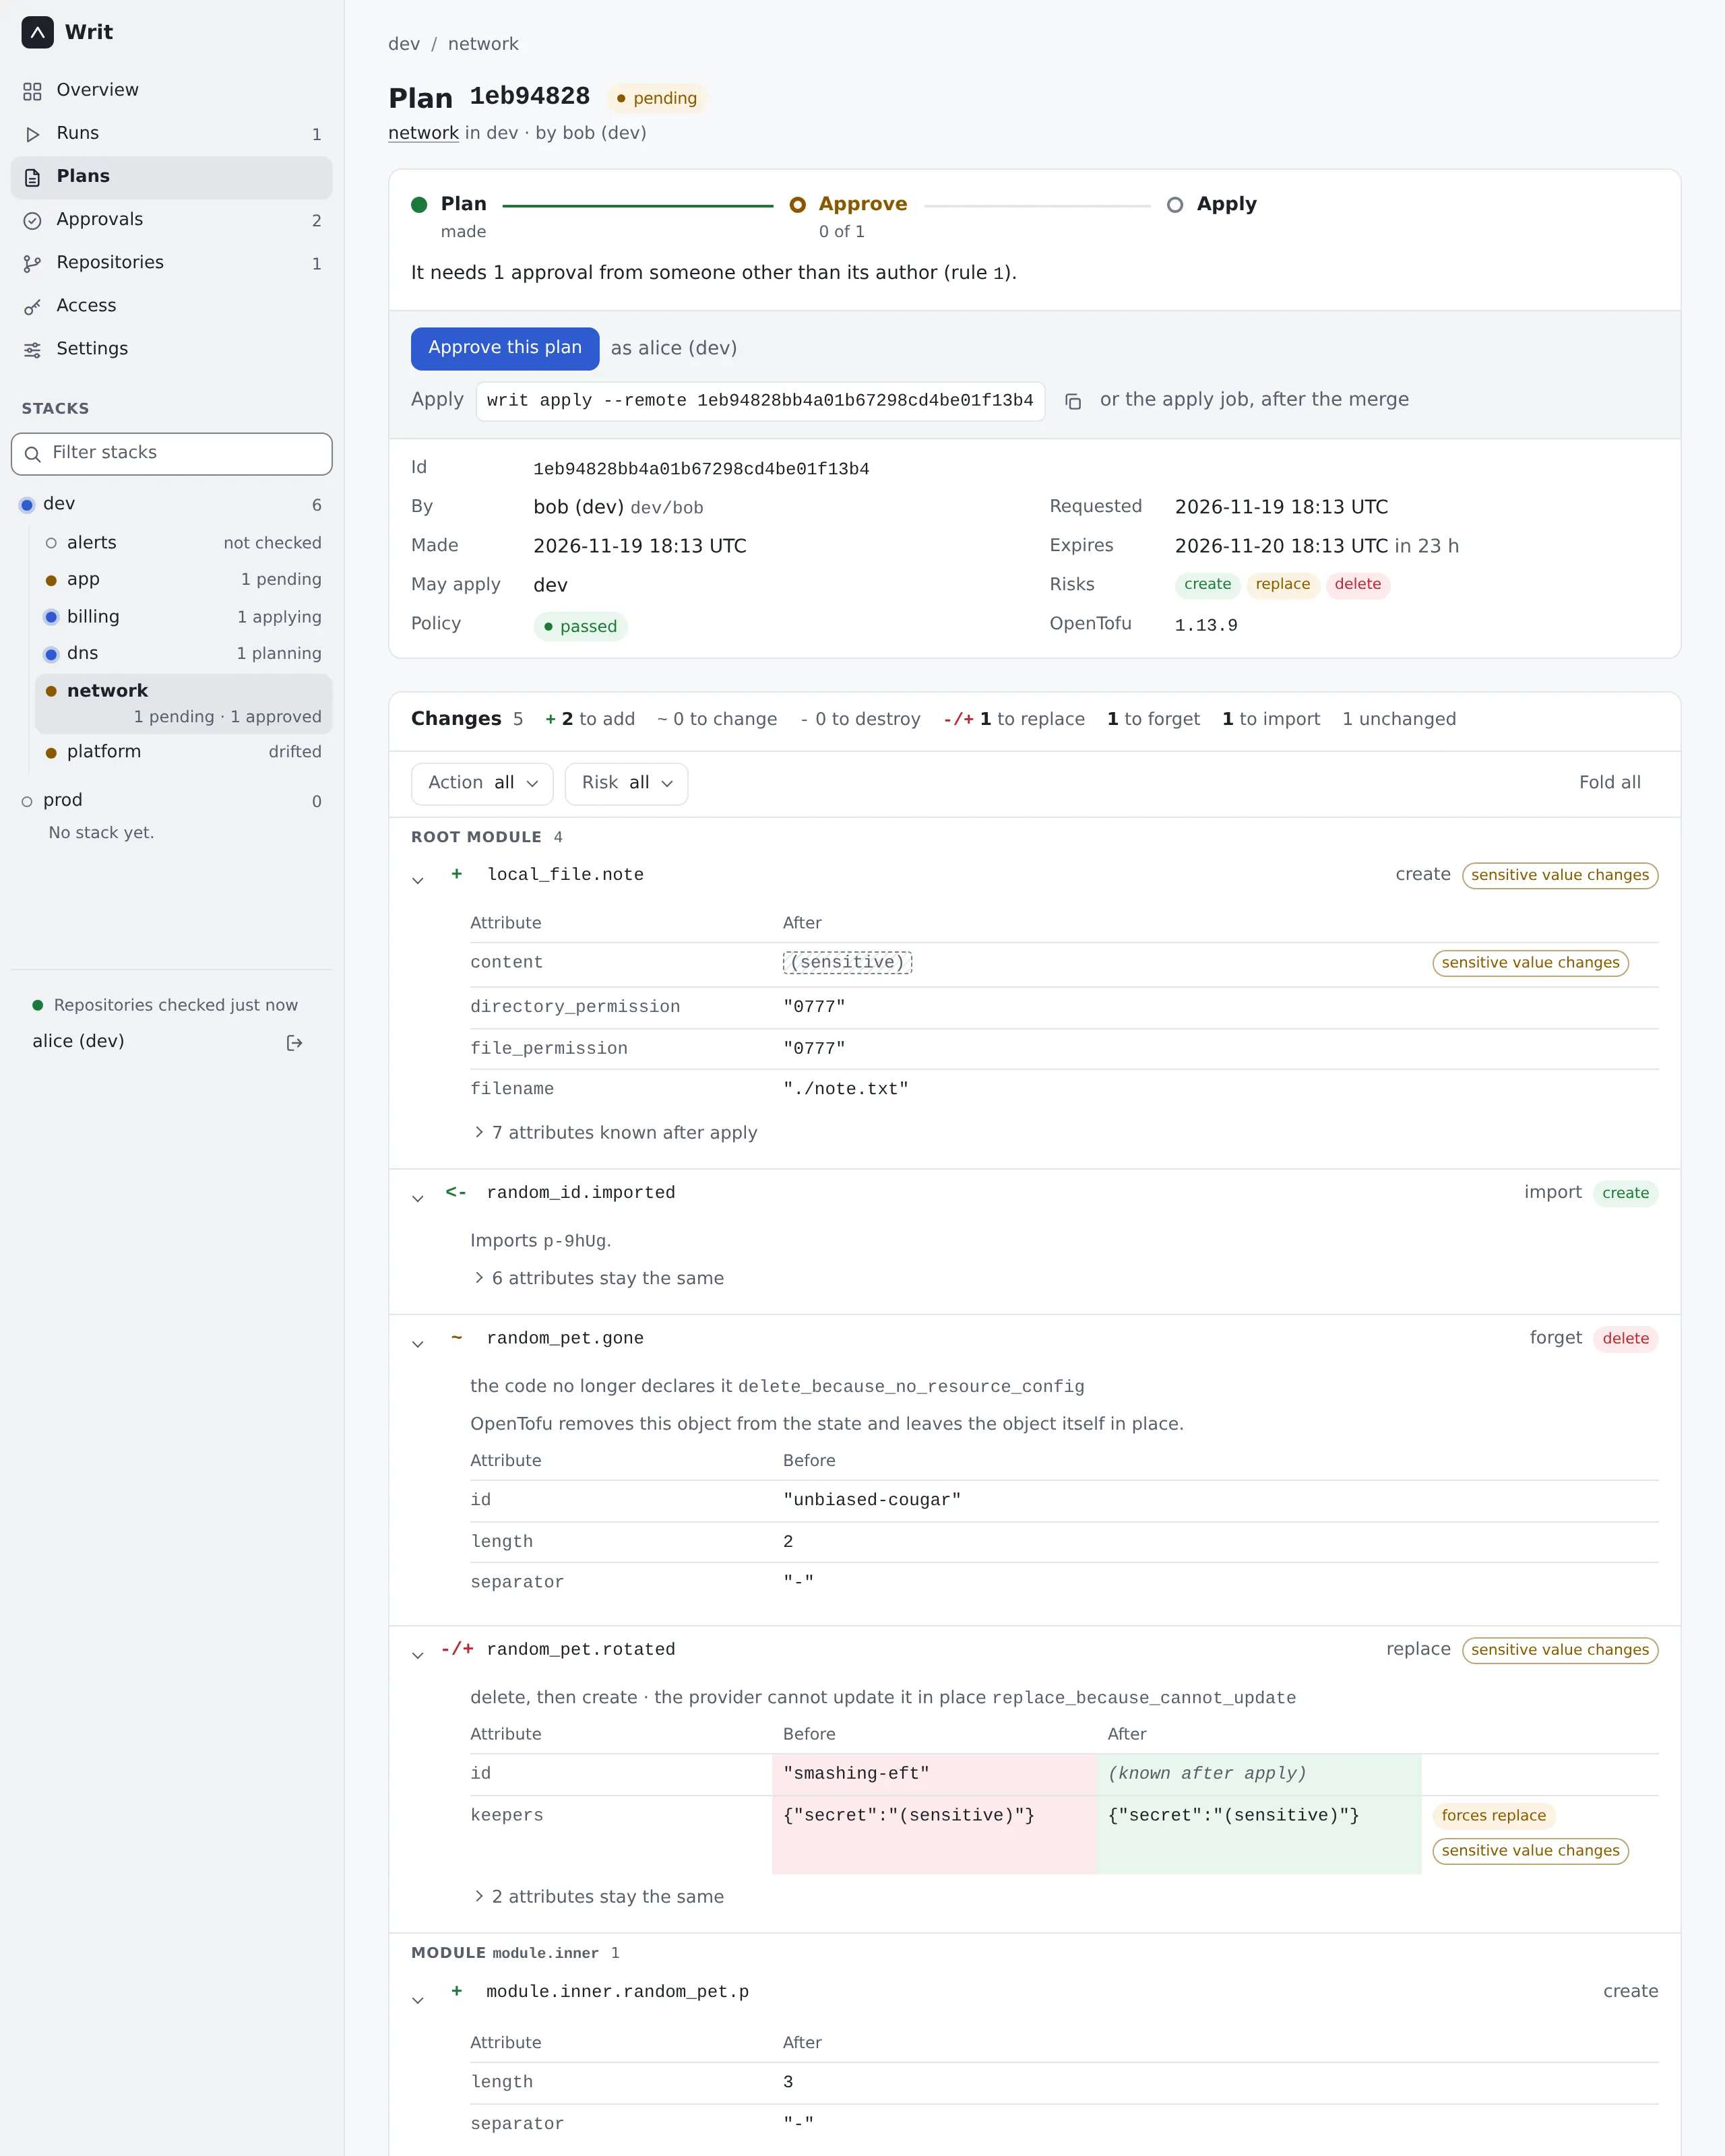 Writ
Overview
Runs 1
Plans
Approvals 2
Repositories 1
Access
Settings
STACKS
Filter stacks
dev 6
alerts not checked
app 1 pending
billing 1 applying
dns 1 planning
network
1 pending · 1 approved
platform drifted
prod 0
No stack yet.
Repositories checked just now
alice (dev)
dev / network
Plan 1eb94828 pending
network in dev · by bob (dev)
Plan Approve Apply
made 0 of 1
It needs 1 approval from someone other than its author (rule 1).
Approve this plan as alice (dev)
Apply writ apply --remote 1eb94828bb4a01b67298cd4be01f13b4 or the apply job, after the merge
Id 1eb94828bb4a01b67298cd4be01f13b4
By bob (dev) dev/bob Requested 2026-11-19 18:13 UTC
Made 2026-11-19 18:13 UTC Expires 2026-11-20 18:13 UTC in 23 h
May apply dev Risks create replace delete
Policy passed OpenTofu 1.13.9
Changes 5 + 2 to add ~ 0 to change - 0 to destroy -/+ 1 to replace 1 to forget 1 to import 1 unchanged
Action all Risk all Fold all
ROOT MODULE 4
+ local_file.note create sensitive value changes
Attribute After
content (sensitive) sensitive value changes
directory_permission "0777"
file_permission "0777"
filename "./note.txt"
7 attributes known after apply
<- random_id.imported import create
Imports p-9hUg.
6 attributes stay the same
~ random_pet.gone forget delete
the code no longer declares it delete_because_no_resource_config
OpenTofu removes this object from the state and leaves the object itself in place.
Attribute Before
id "unbiased-cougar"
length 2
separator "-"
-/+ random_pet.rotated replace sensitive value changes
delete, then create · the provider cannot update it in place replace_because_cannot_update
Attribute Before After
id "smashing-eft" (known after apply)
keepers {"secret":"(sensitive)"} {"secret":"(sensitive)"} forces replace
sensitive value changes
2 attributes stay the same
MODULE module.inner 1
+ module.inner.random_pet.p create
Attribute After
length 3
separator "-"